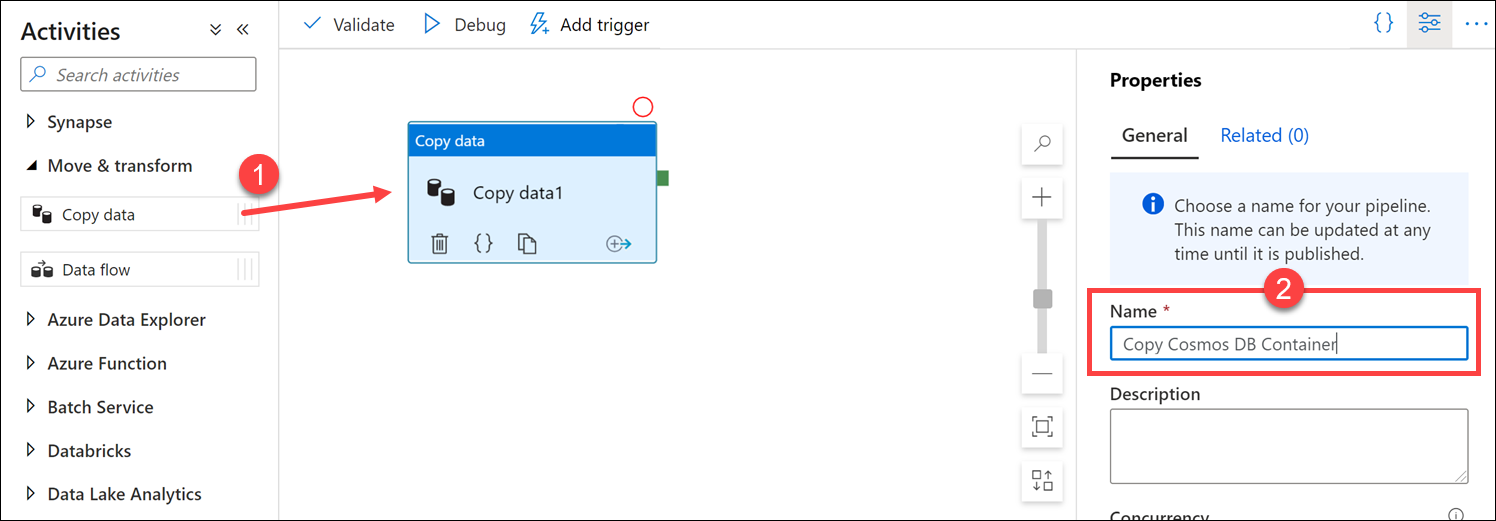 Activities
Search activities
Synapse
Move & transform
Copy data
Data flow
Azure Data Explorer
Azure Function
Batch Service
Databricks
Data Lake Analytics
1
Validate
Debug
Add trigger
Copy data
Copy data1
{}
{}
...
Properties
General
Related (0)
Choose a name for your pipeline.
This name can be updated at any
time until it is published.
2
Name *
Copy Cosmos DB Container
Description
Concurrency